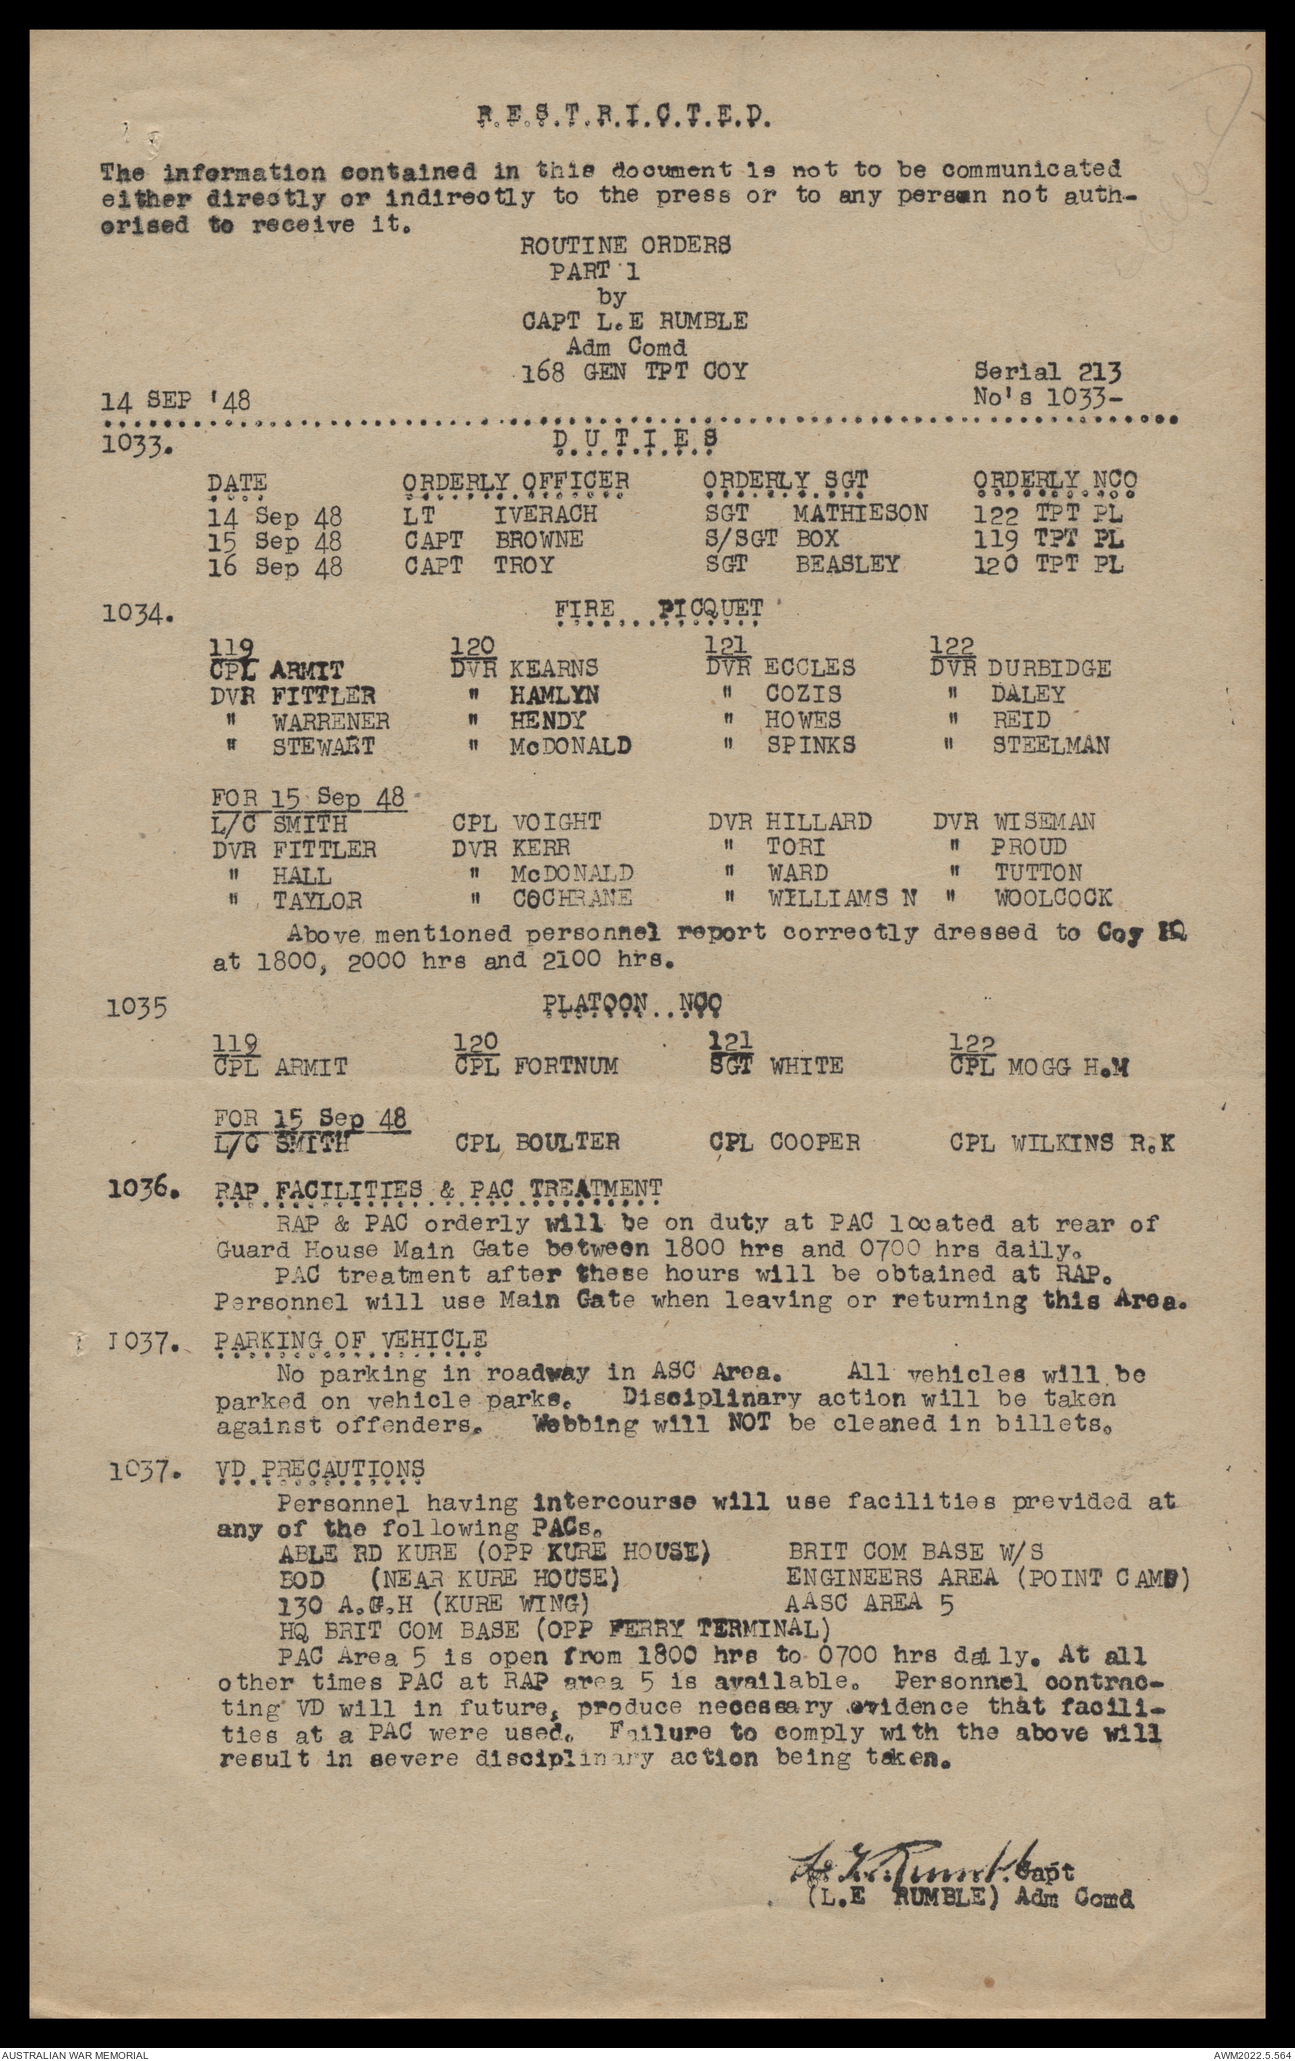 R.E.S.T.R.I.C.T.E.D.
The information contained in this document is not to be communicated
either directly or indirectly to the press or to any person not auth-
orised to receive it.
ROUTINE ORDERS
PART 1
by
CAPT L.E RUMBLE
Adm Comd
168 GEN TPT COY Serial 213
14 SEP '48 No's 1033-
1033. D U T I E S
DATE ORDERLY OFFICER ORDERLY SGT ORDERLY NCO
14 Sep 48 LT IVERACH SGT MATHIESON 122 TPT PL
15 Sep 48 CAPT BROWNE S/SGT BOX 119 TPT PL
16 Sep 48 CAPT TROY SGT BEASLEY 120 TPT PL
1034. FIRE PICQUET
119 120 121 122
CPL ARMIT DVR KEARNS DVR ECCLES DVR DURBIDGE
DVR FITTLER " HAMLYN " COZIS " DALEY
" WARRENER " HENDY " HOWES " REID
" STEWART " McDONALD " SPINKS " STEELMAN
FOR 15 Sep 48
L/C SMITH CPL VOIGHT DVR HILLARD DVR WISEMAN
DVR FITTLER DVR KERR " TORI " PROUD
" HALL " McDONALD " WARD " TUTTON
" TAYLOR " COCHRANE " WILLIAMS N " WOOLCOCK
Above mentioned personnel report correctly dressed to Coy HQ
at 1800, 2000 hrs and 2100 hrs.
1035 PLATOON NCO
119 120 121 122
CPL ARMIT CPL FORTNUM SGT WHITE CPL MOGG H.M
FOR 15 Sep 48
L/C SMITH CPL BOULTER CPL COOPER CPL WILKINS R.K
1036. RAP FACILITIES & PAC TREATMENT
RAP & PAC orderly will be on duty at PAC located at rear of
Guard House Main Gate between 1800 hrs and 0700 hrs daily.
PAC treatment after these hours will be obtained at RAP.
Personnel will use Main Gate when leaving or returning this Area.
1037. PARKING OF VEHICLE
No parking in roadway in ASC Area. All vehicles will be
parked on vehicle parks. Disciplinary action will be taken
against offenders. Webbing will NOT be cleaned in billets.
1037. VD PRECAUTIONS
Personnel having intercourse will use facilities previded at
any of the following PACs.
ABLE RD KURE (OPP KURE HOUSE) BRIT COM BASE W/S
BOD (NEAR KURE HOUSE) ENGINEERS AREA (POINT CAMP)
130 A.G.H (KURE WING) AASC AREA 5
HQ BRIT COM BASE (OPP FERRY TERMINAL)
PAC Area 5 is open from 1800 hrs to 0700 hrs daily. At all
other times PAC at RAP area 5 is available. Personnel contrac-
ting VD will in future, produce necessary evidence that facili-
ties at a PAC were used. Failure to comply with the above will
result in severe disciplinary action being taken.
L.E. Rumble Capt
(L.E RUMBLE) Adm Comd
AUSTRALIAN WAR MEMORIAL AWM2022.5.564